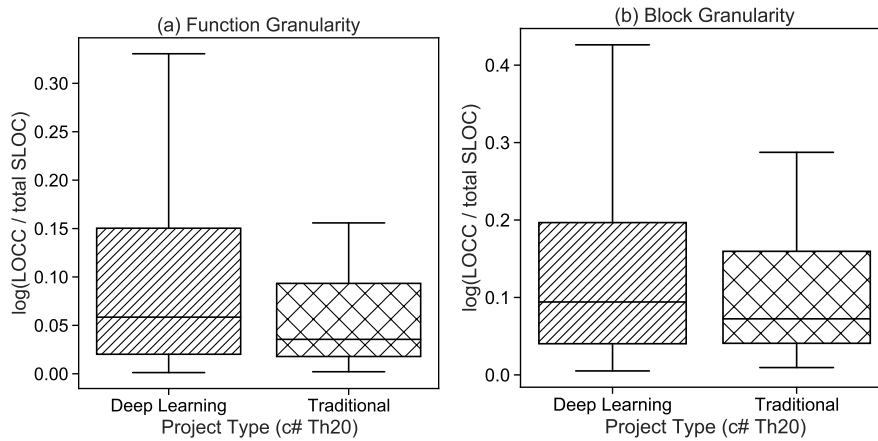 (a) Function Granularity
log(LOCC / total SLOC)
0.30
0.25
0.20
0.15
0.10
0.05
0.00
Deep Learning
Traditional
Project Type (c# Th20)
(b) Block Granularity
log(LOCC / total SLOC)
0.4
0.3
0.2
0.1
0.0
Deep Learning
Traditional
Project Type (c# Th20)